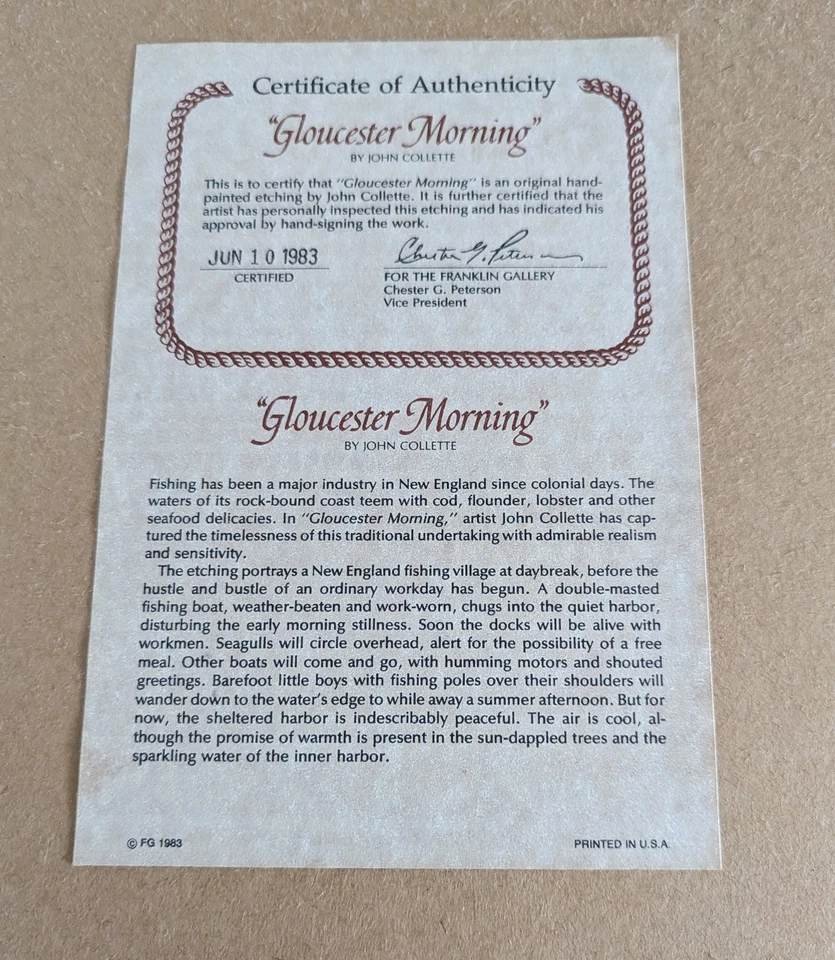 Certificate of Authenticity
“Gloucester Morning”
BY JOHN COLLETTE
This is to certify that “Gloucester Morning” is an original hand-
painted etching by John Collette. It is further certified that the
artist has personally inspected this etching and has indicated his
approval by hand-signing the work.
JUN 10 1983
CERTIFIED
Chester G. Peterson
FOR THE FRANKLIN GALLERY
Chester G. Peterson
Vice President
“Gloucester Morning”
BY JOHN COLLETTE
Fishing has been a major industry in New England since colonial days. The
waters of its rock-bound coast teem with cod, flounder, lobster and other
seafood delicacies. In “Gloucester Morning,” artist John Collette has cap-
tured the timelessness of this traditional undertaking with admirable realism
and sensitivity.
The etching portrays a New England fishing village at daybreak, before the
hustle and bustle of an ordinary workday has begun. A double-masted
fishing boat, weather-beaten and work-worn, chugs into the quiet harbor,
disturbing the early morning stillness. Soon the docks will be alive with
workmen. Seagulls will circle overhead, alert for the possibility of a free
meal. Other boats will come and go, with humming motors and shouted
greetings. Barefoot little boys with fishing poles over their shoulders will
wander down to the water’s edge to while away a summer afternoon. But for
now, the sheltered harbor is indescribably peaceful. The air is cool, al-
though the promise of warmth is present in the sun-dappled trees and the
sparkling water of the inner harbor.
© FG 1983
PRINTED IN U.S.A.